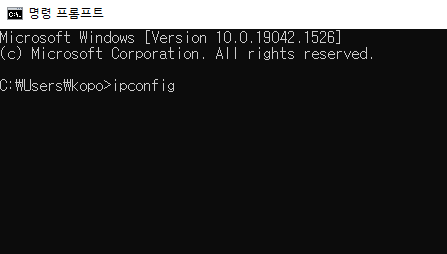 명령 프롬프트
Microsoft Windows [Version 10.0.19042.1526]
(c) Microsoft Corporation. All rights reserved.
C:₩Users₩kopo>ipconfig